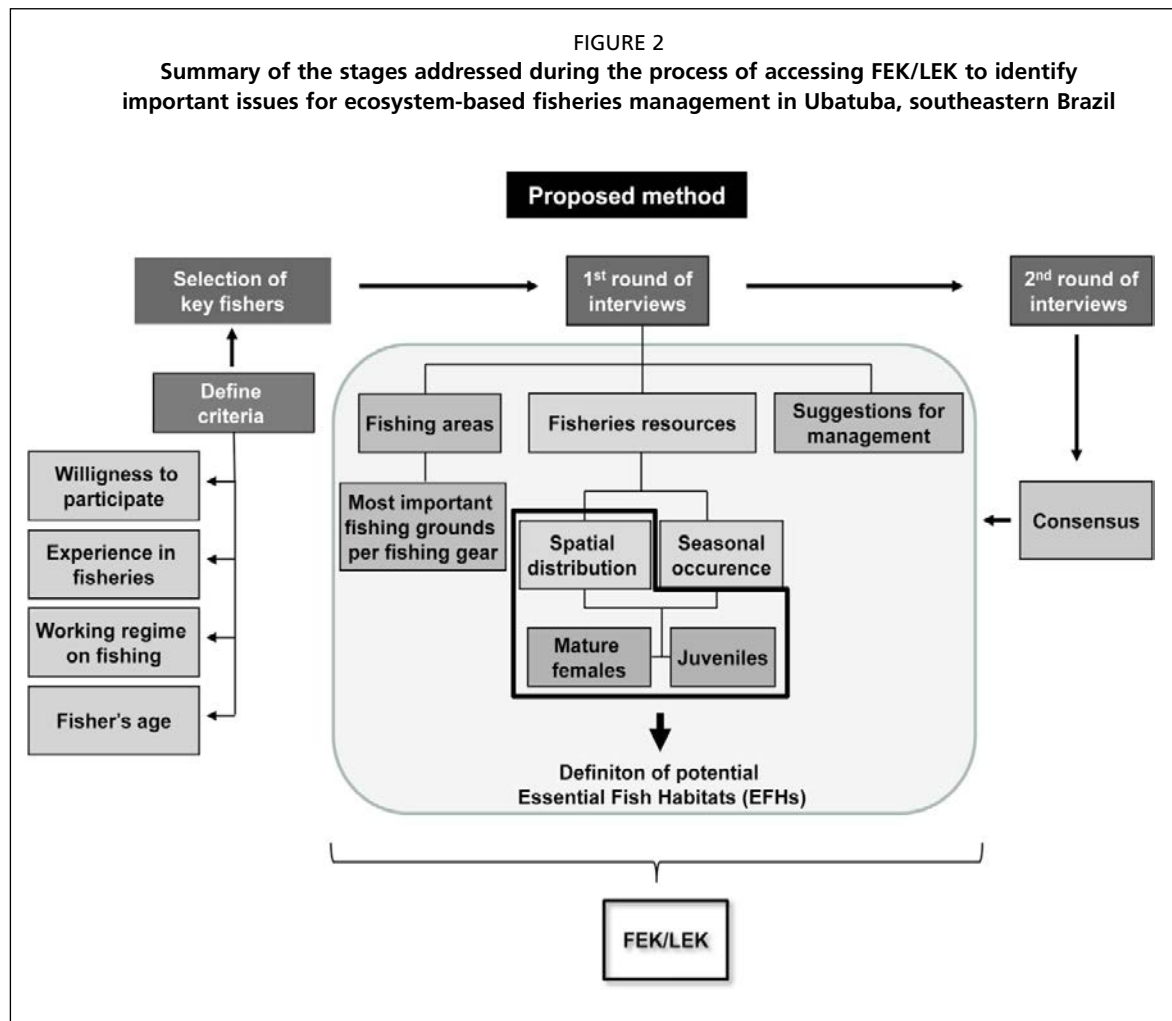 FIGURE 2
Summary of the stages addressed during the process of accessing FEK/LEK to identify
important issues for ecosystem-based fisheries management in Ubatuba, southeastern Brazil
Proposed method
Selection of
key fishers
1st round of
interviews
2nd round of
interviews
Define
criteria
Willigness to
participate
Experience in
fisheries
Working regime
on fishing
Fisher's age
Fishing areas
Fisheries resources
Suggestions for
management
Most important
fishing grounds
per fishing gear
Spatial
distribution
Seasonal
occurence
Mature
females
Juveniles
Consensus
Definiton of potential
Essential Fish Habitats (EFHs)
FEK/LEK